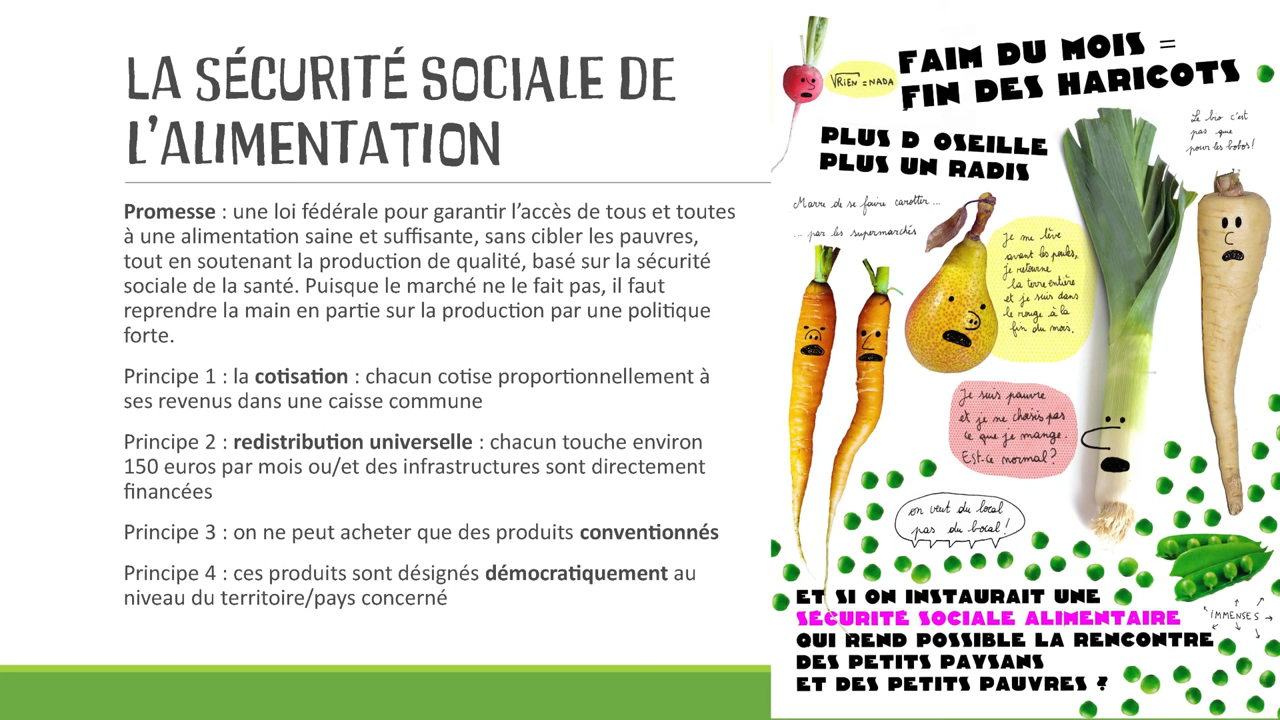 LA SÉCURITÉ SOCIALE DE
L'ALIMENTATION
Promesse : une loi fédérale pour garantir l'accès de tous et toutes
à une alimentation saine et suffisante, sans cibler les pauvres,
tout en soutenant la production de qualité, basé sur la sécurité
sociale de la santé. Puisque le marché ne le fait pas, il faut
reprendre la main en partie sur la production par une politique
forte.
Principe 1 : la cotisation : chacun cotise proportionnellement à
ses revenus dans une caisse commune
Principe 2 : redistribution universelle : chacun touche environ
150 euros par mois ou/et des infrastructures sont directement
financées
Principe 3 : on ne peut acheter que des produits conventionnés
Principe 4 : ces produits sont désignés démocratiquement au
niveau du territoire/pays concerné
√RIEN = NADA
FAIM DU MOIS =
FIN DES HARICOTS
PLUS D OSEILLE
PLUS UN RADIS
Le bio c'est
pas que
pour les bobos!
Marre de se faire carotter ...
... par les supermarchés
Je me lève
avant les poules,
Je retourne
la terre entière
et je suis dans
le rouge à la
fin du mois.
Je suis pauvre
et je ne choisis pas
ce que je mange.
Est-ce normal?
on veut du local
pas du bocal!
ET SI ON INSTAURAIT UNE
SÉCURITÉ SOCIALE ALIMENTAIRE
IMMENSES
QUI REND POSSIBLE LA RENCONTRE
DES PETITS PAYSANS
ET DES PETITS PAUVRES ?